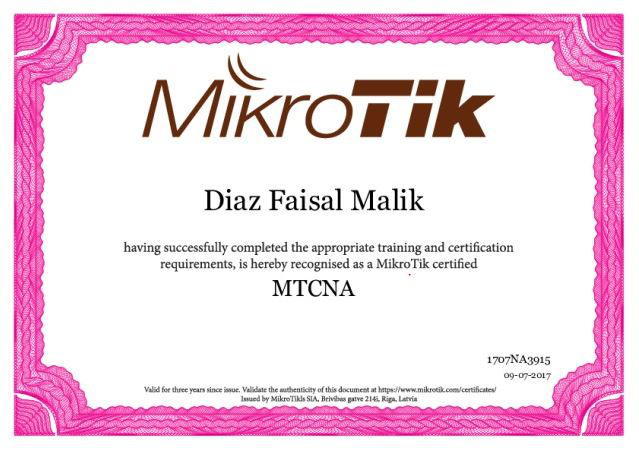 MikroTik
Diaz Faisal Malik
having successfully completed the appropriate training and certification
requirements, is hereby recognised as a MikroTik certified
MTCNA
1707NA3915
09-07-2017
Valid for three years since issue. Validate the authenticity of this document at https://www.mikrotik.com/certificates/
Issued by MikroTikls SIA, Brivibas gatve 214i, Riga, Latvia